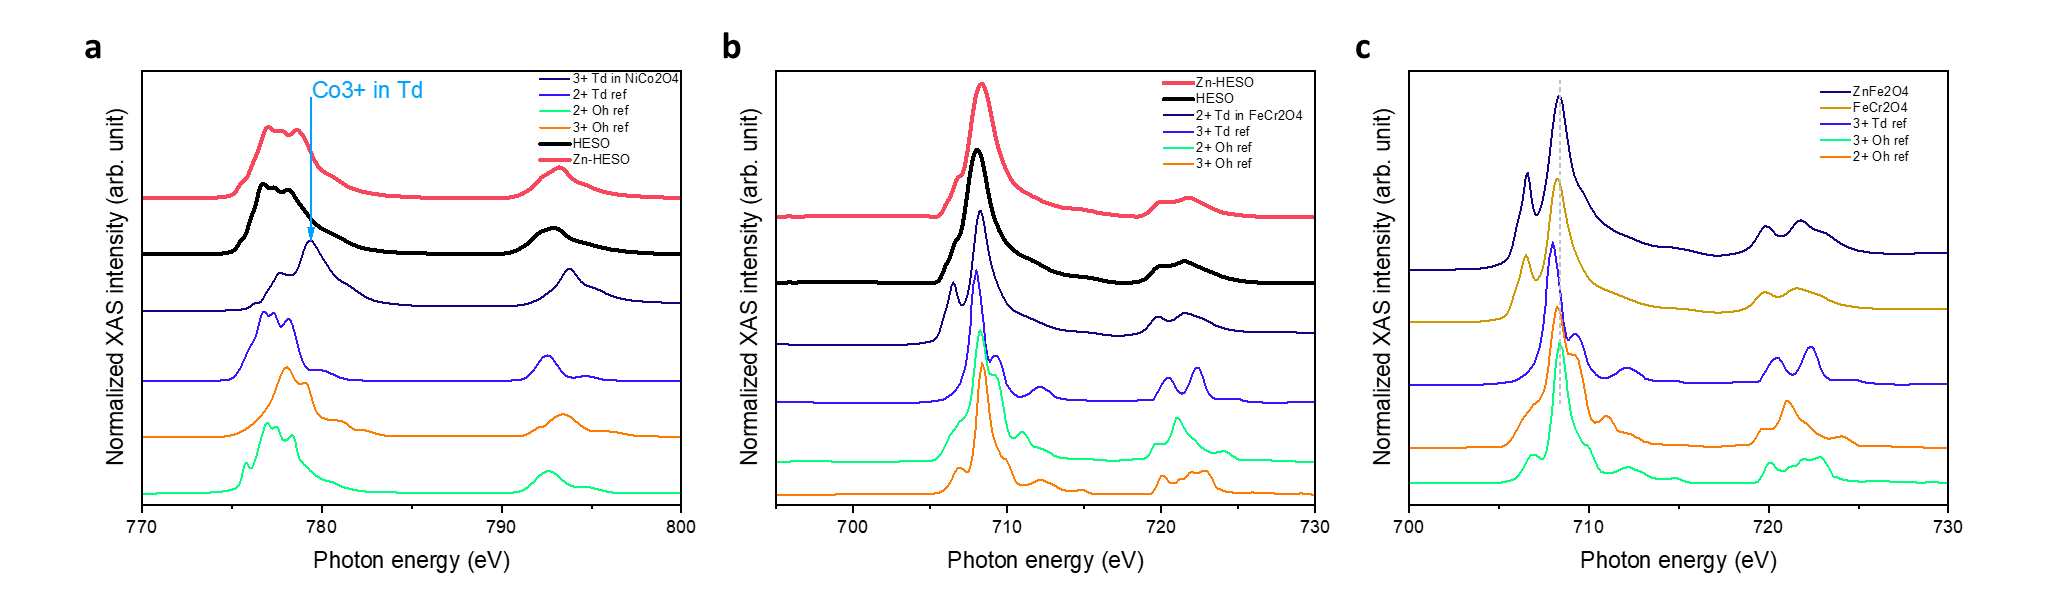 a
Normalized XAS intensity (arb. unit)
Co3+ in Td
3+ Td in NiCo2O4
2+ Td ref
2+ Oh ref
3+ Oh ref
HESO
Zn-HESO
770
780
790
800
Photon energy (eV)
b
Normalized XAS intensity (arb. unit)
Zn-HESO
HESO
2+ Td in FeCr2O4
3+ Td ref
2+ Oh ref
3+ Oh ref
700
710
720
730
Photon energy (eV)
c
Normalized XAS intensity (arb. unit)
ZnFe2O4
FeCr2O4
3+ Td ref
3+ Oh ref
2+ Oh ref
700
710
720
730
Photon energy (eV)